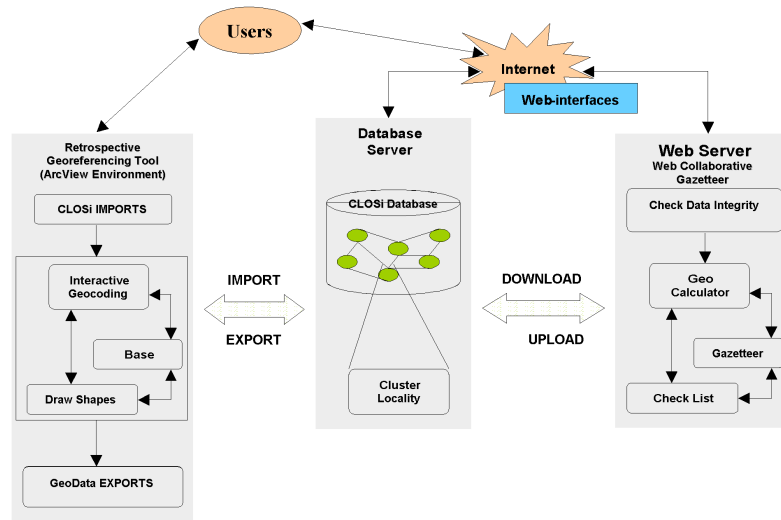 Users
Internet
Web-interfaces
Retrospective
Georeferencing Tool
(ArcView Environment)
CLOSi IMPORTS
Interactive
Geocoding
Base
Draw Shapes
GeoData EXPORTS
IMPORT
EXPORT
Database
Server
CLOSi Database
Cluster
Locality
DOWNLOAD
UPLOAD
Web Server
Web Collaborative
Gazetteer
Check Data Integrity
Geo
Calculator
Gazetteer
Check List